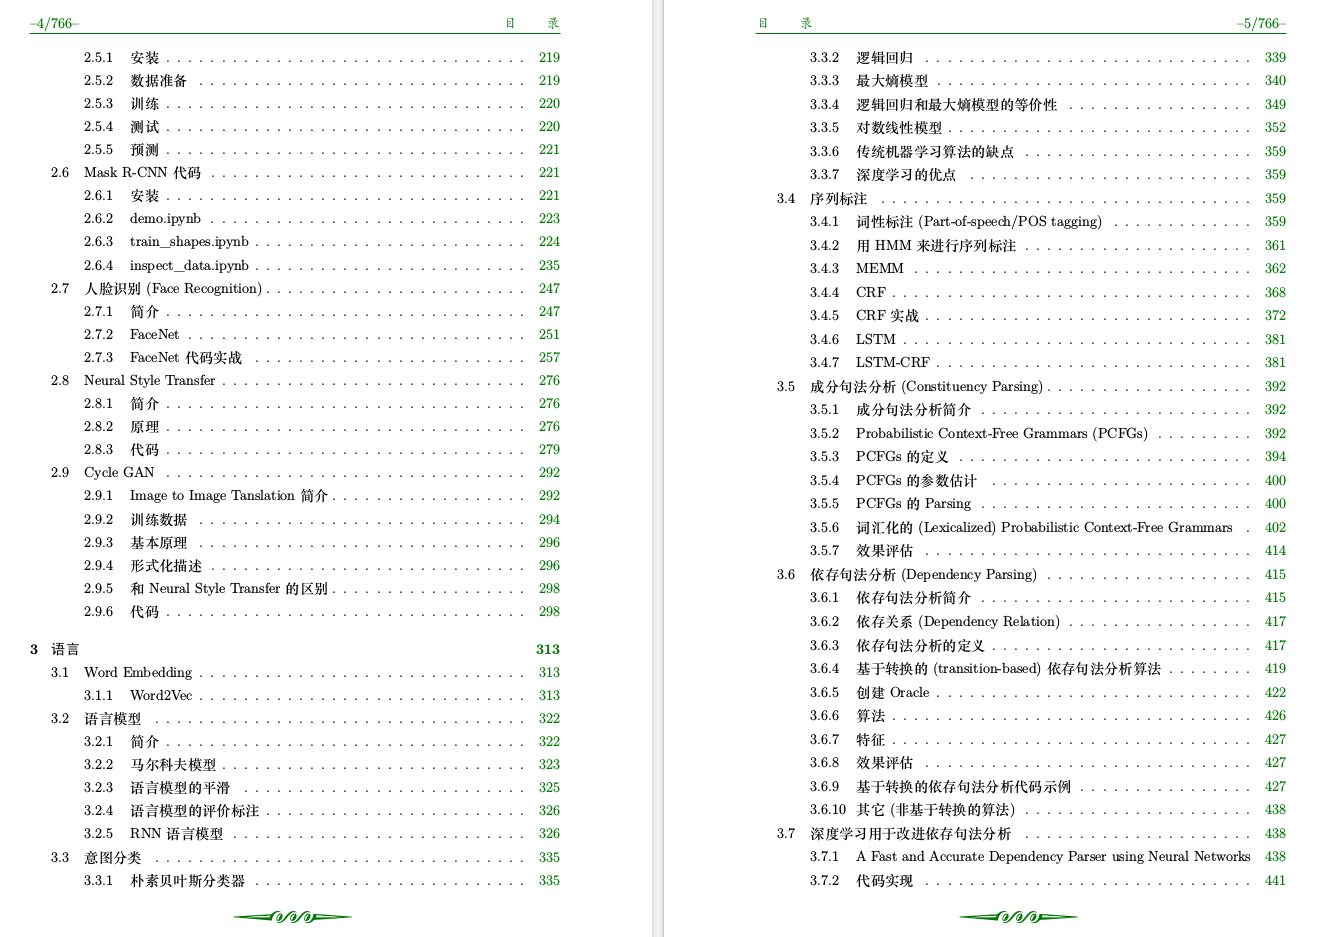 –4/766– 目 录
2.5.1 安装 219
2.5.2 数据准备 219
2.5.3 训练 220
2.5.4 测试 220
2.5.5 预测 221
2.6 Mask R-CNN 代码 221
2.6.1 安装 221
2.6.2 demo.ipynb 223
2.6.3 train_shapes.ipynb 224
2.6.4 inspect_data.ipynb 235
2.7 人脸识别 (Face Recognition) 247
2.7.1 简介 247
2.7.2 FaceNet 251
2.7.3 FaceNet 代码实战 257
2.8 Neural Style Transfer 276
2.8.1 简介 276
2.8.2 原理 276
2.8.3 代码 279
2.9 Cycle GAN 292
2.9.1 Image to Image Tanslation 简介 292
2.9.2 训练数据 294
2.9.3 基本原理 296
2.9.4 形式化描述 296
2.9.5 和 Neural Style Transfer 的区别 298
2.9.6 代码 298
3 语言 313
3.1 Word Embedding 313
3.1.1 Word2Vec 313
3.2 语言模型 322
3.2.1 简介 322
3.2.2 马尔科夫模型 323
3.2.3 语言模型的平滑 325
3.2.4 语言模型的评价标注 326
3.2.5 RNN 语言模型 326
3.3 意图分类 335
3.3.1 朴素贝叶斯分类器 335
目 录 –5/766–
3.3.2 逻辑回归 339
3.3.3 最大熵模型 340
3.3.4 逻辑回归和最大熵模型的等价性 349
3.3.5 对数线性模型 352
3.3.6 传统机器学习算法的缺点 359
3.3.7 深度学习的优点 359
3.4 序列标注 359
3.4.1 词性标注 (Part-of-speech/POS tagging) 359
3.4.2 用 HMM 来进行序列标注 361
3.4.3 MEMM 362
3.4.4 CRF 368
3.4.5 CRF 实战 372
3.4.6 LSTM 381
3.4.7 LSTM-CRF 381
3.5 成分句法分析 (Constituency Parsing) 392
3.5.1 成分句法分析简介 392
3.5.2 Probabilistic Context-Free Grammars (PCFGs) 392
3.5.3 PCFGs 的定义 394
3.5.4 PCFGs 的参数估计 400
3.5.5 PCFGs 的 Parsing 400
3.5.6 词汇化的 (Lexicalized) Probabilistic Context-Free Grammars 402
3.5.7 效果评估 414
3.6 依存句法分析 (Dependency Parsing) 415
3.6.1 依存句法分析简介 415
3.6.2 依存关系 (Dependency Relation) 417
3.6.3 依存句法分析的定义 417
3.6.4 基于转换的 (transition-based) 依存句法分析算法 419
3.6.5 创建 Oracle 422
3.6.6 算法 426
3.6.7 特征 427
3.6.8 效果评估 427
3.6.9 基于转换的依存句法分析代码示例 427
3.6.10 其它 (非基于转换的算法) 438
3.7 深度学习用于改进依存句法分析 438
3.7.1 A Fast and Accurate Dependency Parser using Neural Networks 438
3.7.2 代码实现 441